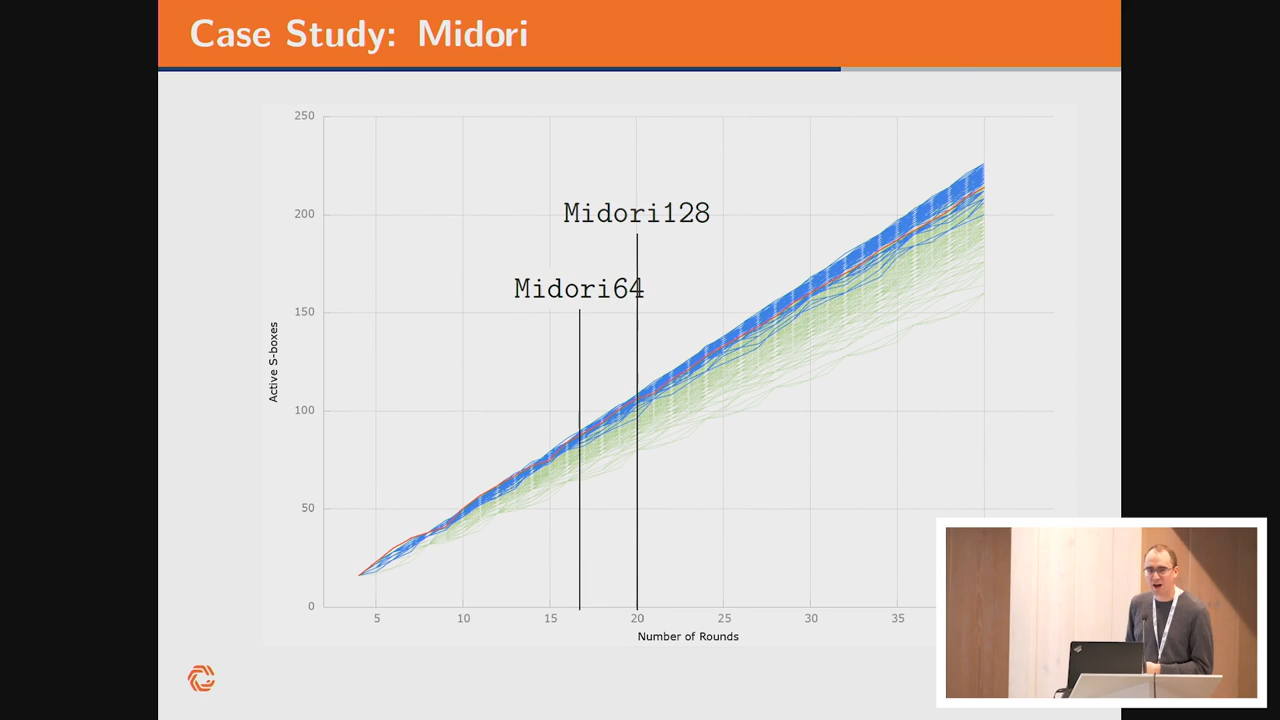 Case Study: Midori
250
200
150
100
50
0
Active S-boxes
Midori128
Midori64
5 10 15 20 25 30 35
Number of Rounds